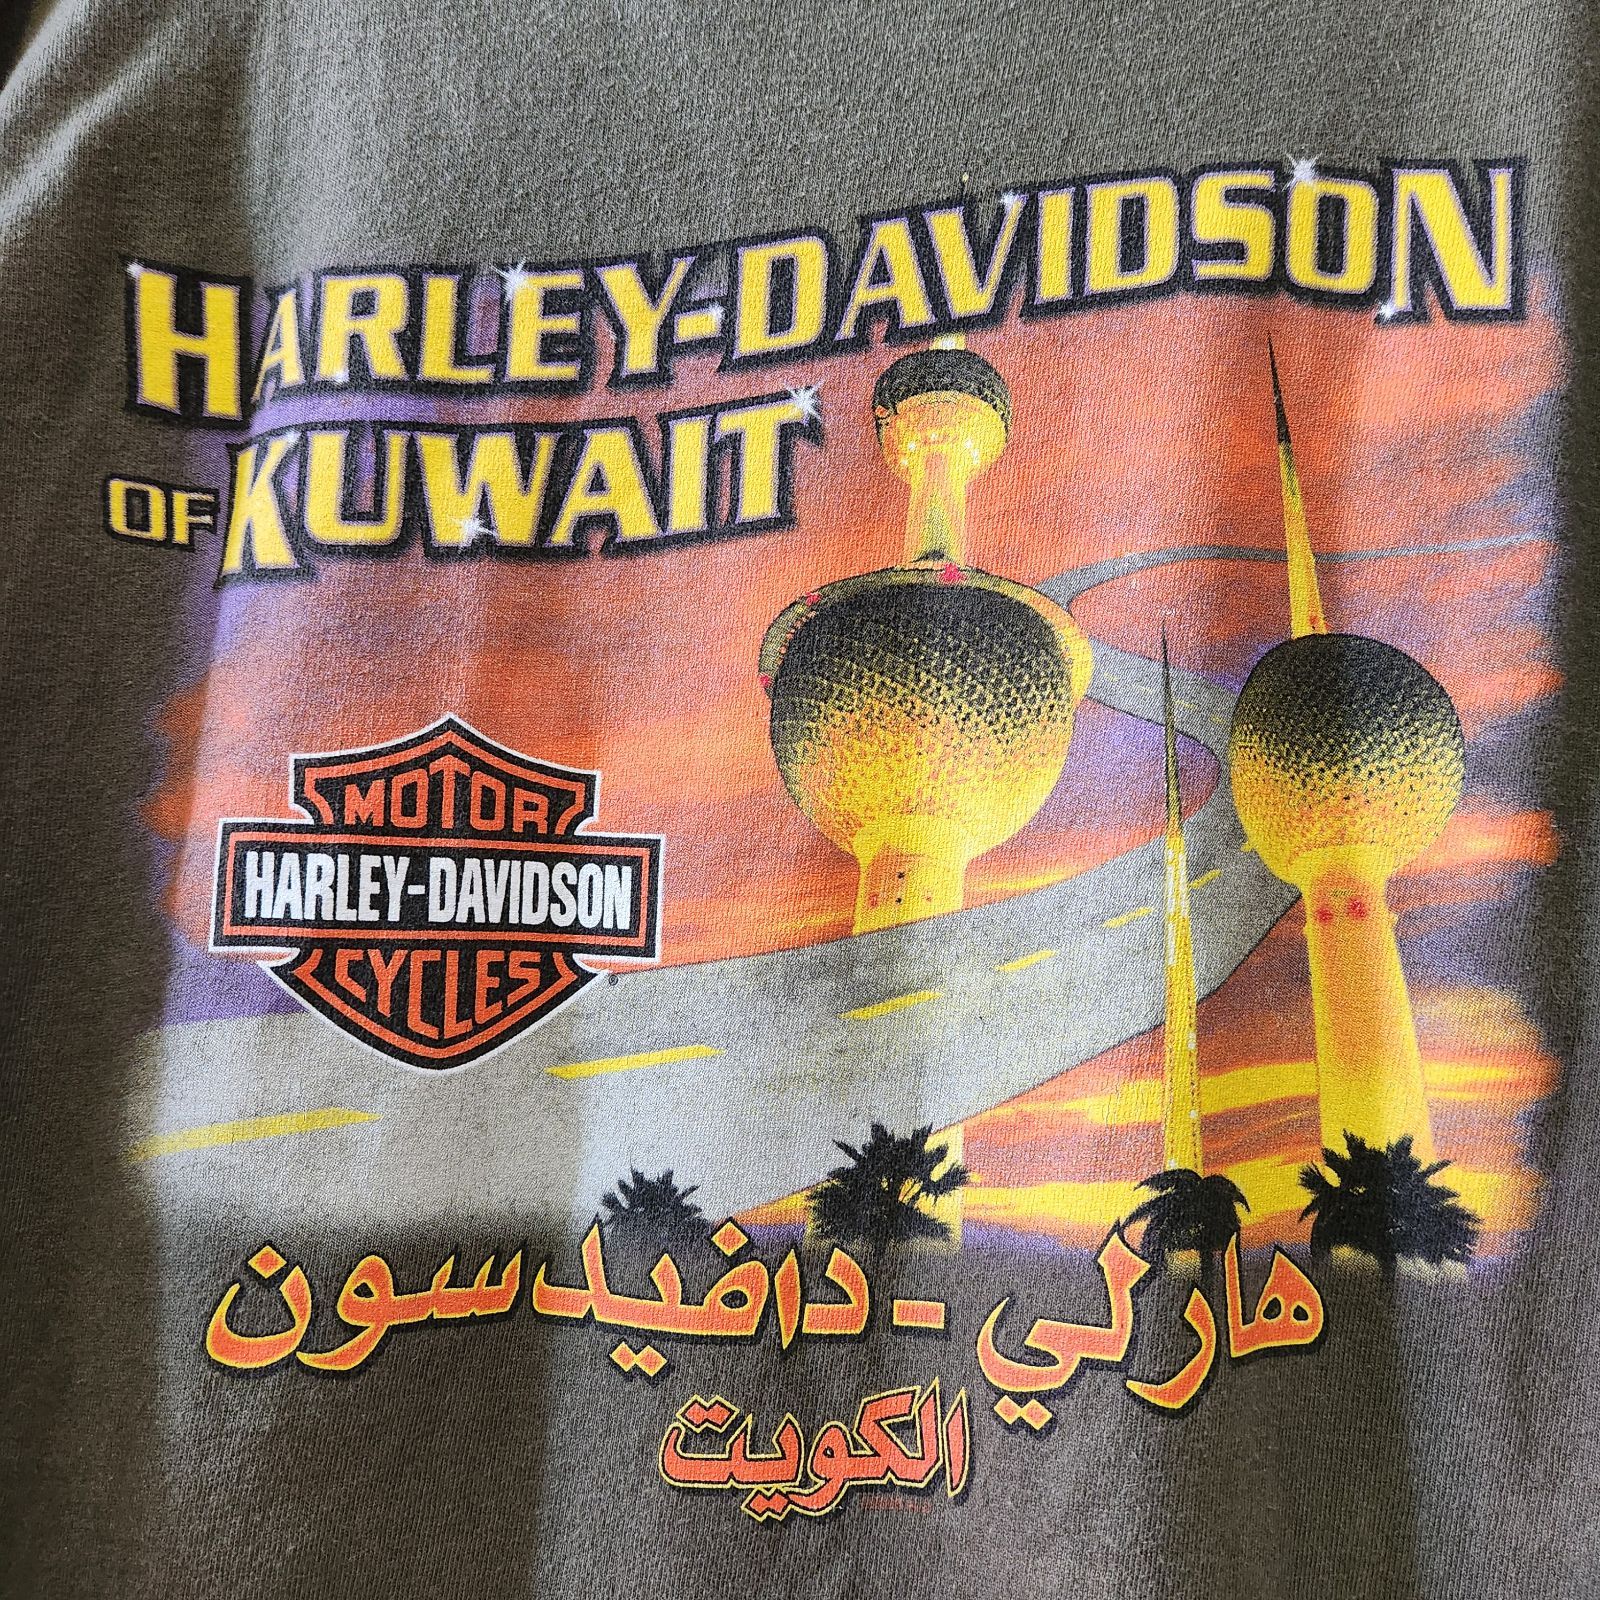 HARLEY-DAVIDSON
OF KUWAIT
MOTOR
HARLEY-DAVIDSON
CYCLES
®
هارلي - دافيدسون
الكويت